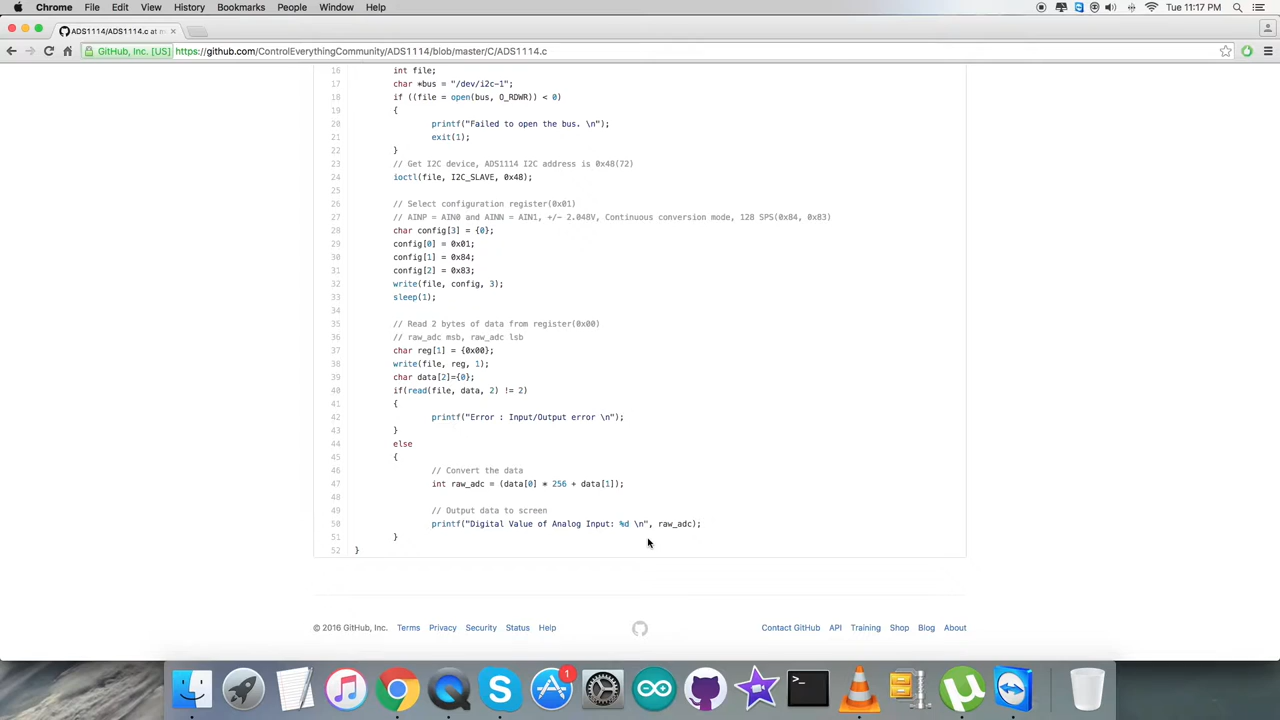 Chrome File Edit View History Bookmarks People Window Help Tue 11:17 PM
ADS1114/ADS1114.c at m
GitHub, Inc. [US] https://github.com/ControlEverythingCommunity/ADS1114/blob/master/C/ADS1114.c
16 int file;
17 char *bus = "/dev/i2c-1";
18 if ((file = open(bus, O_RDWR)) < 0)
19 {
20 printf("Failed to open the bus. \n");
21 exit(1);
22 }
23 // Get I2C device, ADS1114 I2C address is 0x48(72)
24 ioctl(file, I2C_SLAVE, 0x48);
25
26 // Select configuration register(0x01)
27 // AINP = AIN0 and AINN = AIN1, +/- 2.048V, Continuous conversion mode, 128 SPS(0x84, 0x83)
28 char config[3] = {0};
29 config[0] = 0x01;
30 config[1] = 0x84;
31 config[2] = 0x83;
32 write(file, config, 3);
33 sleep(1);
34
35 // Read 2 bytes of data from register(0x00)
36 // raw_adc msb, raw_adc lsb
37 char reg[1] = {0x00};
38 write(file, reg, 1);
39 char data[2]={0};
40 if(read(file, data, 2) != 2)
41 {
42 printf("Error : Input/Output error \n");
43 }
44 else
45 {
46 // Convert the data
47 int raw_adc = (data[0] * 256 + data[1]);
48
49 // Output data to screen
50 printf("Digital Value of Analog Input: %d \n", raw_adc);
51 }
52 }
© 2016 GitHub, Inc. Terms Privacy Security Status Help Contact GitHub API Training Shop Blog About
1
>_